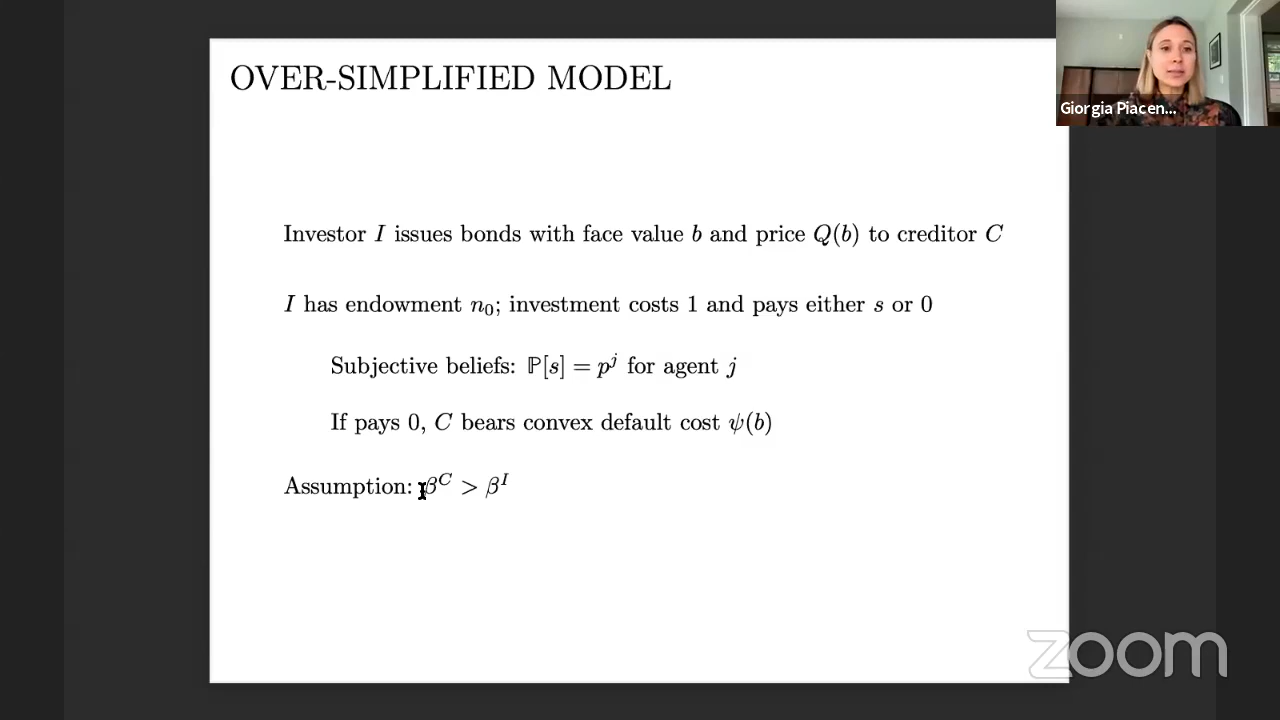 OVER-SIMPLIFIED MODEL
Giorgia Piacen...
Investor I issues bonds with face value b and price Q(b) to creditor C
I has endowment n₀; investment costs 1 and pays either s or 0
Subjective beliefs: ℙ[s] = pʲ for agent j
If pays 0, C bears convex default cost ψ(b)
Assumption: βᶜ > βᴵ
zoom